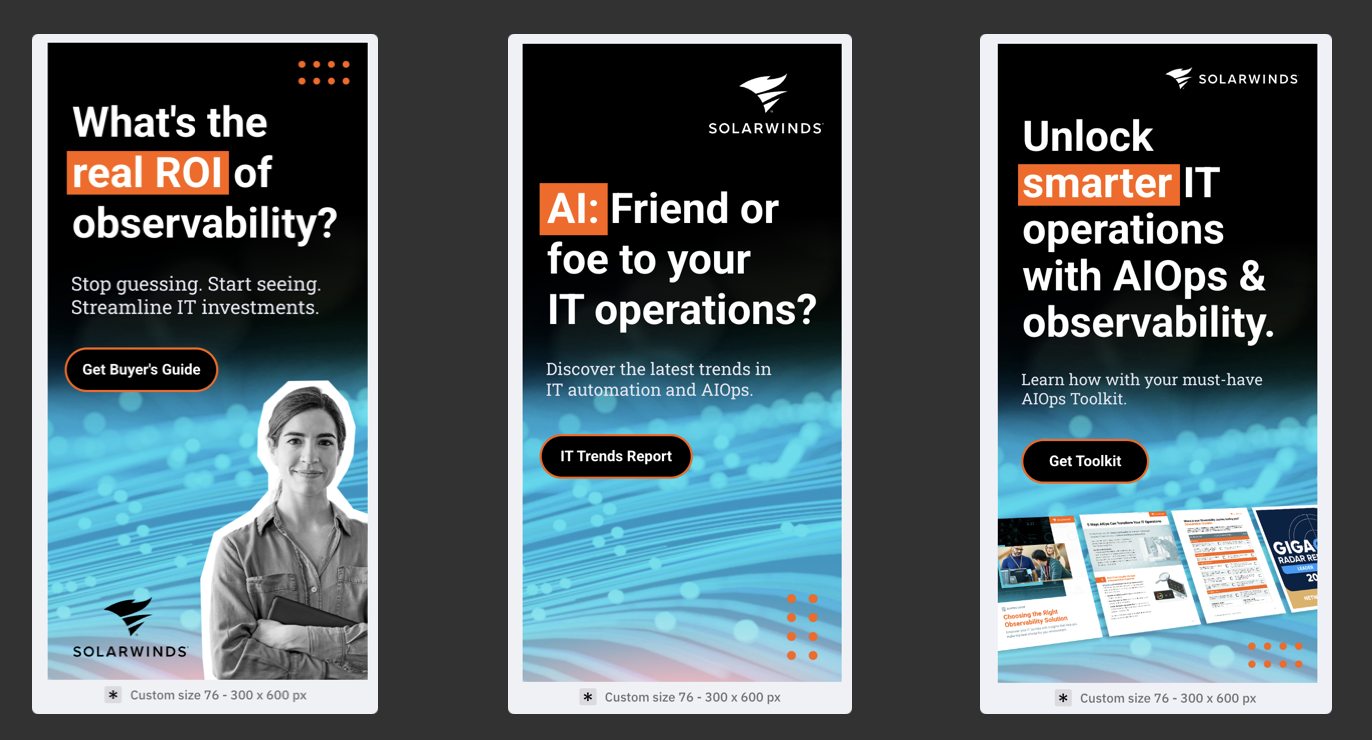 What's the
real ROI of
observability?
Stop guessing. Start seeing.
Streamline IT investments.
Get Buyer's Guide
SOLARWINDS
Custom size 76 - 300 x 600 px
SOLARWINDS
AI: Friend or
foe to your
IT operations?
Discover the latest trends in
IT automation and AIOps.
IT Trends Report
Custom size 76 - 300 x 600 px
SOLARWINDS
Unlock
smarter IT
operations
with AIOps &
observability.
Learn how with your must-have
AIOps Toolkit.
Get Toolkit
Choosing the Right
Observability Solution
5 Ways AIOps Can Transform Your IT Operations
GIGA
RADAR RE
LEADER
20
Custom size 76 - 300 x 600 px